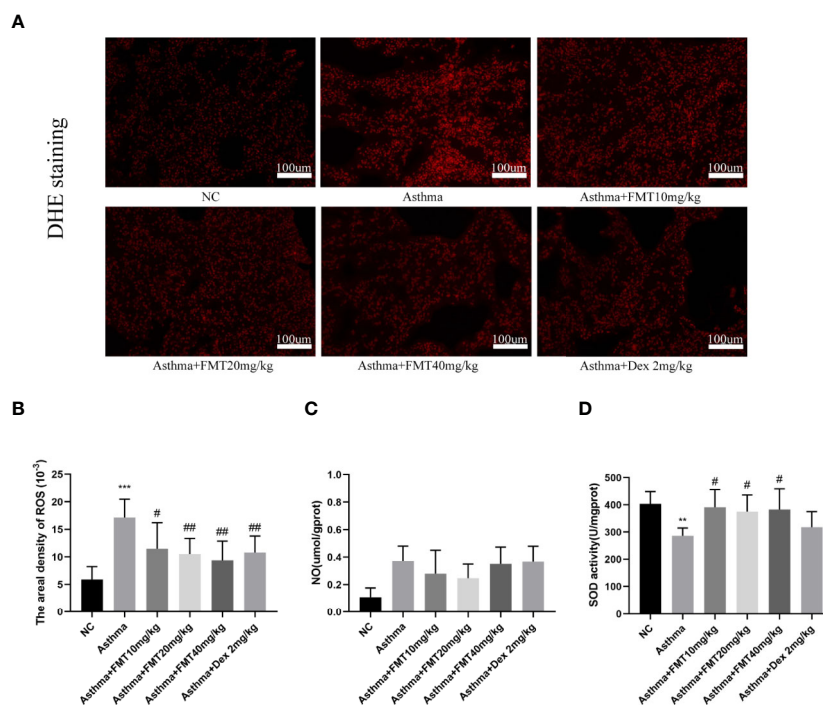 A
DHE staining
100um
100um
100um
NC
Asthma
Asthma+FMT10mg/kg
100um
100um
100um
Asthma+FMT20mg/kg
Asthma+FMT40mg/kg
Asthma+Dex 2mg/kg
B
The areal density of ROS (10-3)
25
20
15
10
5
0
***
#
##
##
##
NC
Asthma
Asthma+FMT10mg/kg
Asthma+FMT20mg/kg
Asthma+FMT40mg/kg
Asthma+Dex 2mg/kg
C
NO(umol/gprot)
1.0
0.8
0.6
0.4
0.2
0.0
NC
Asthma
Asthma+FMT10mg/kg
Asthma+FMT20mg/kg
Asthma+FMT40mg/kg
Asthma+Dex 2mg/kg
D
SOD activity(U/mgprot)
500
400
300
200
100
0
**
#
#
#
NC
Asthma
Asthma+FMT10mg/kg
Asthma+FMT20mg/kg
Asthma+FMT40mg/kg
Asthma+Dex 2mg/kg